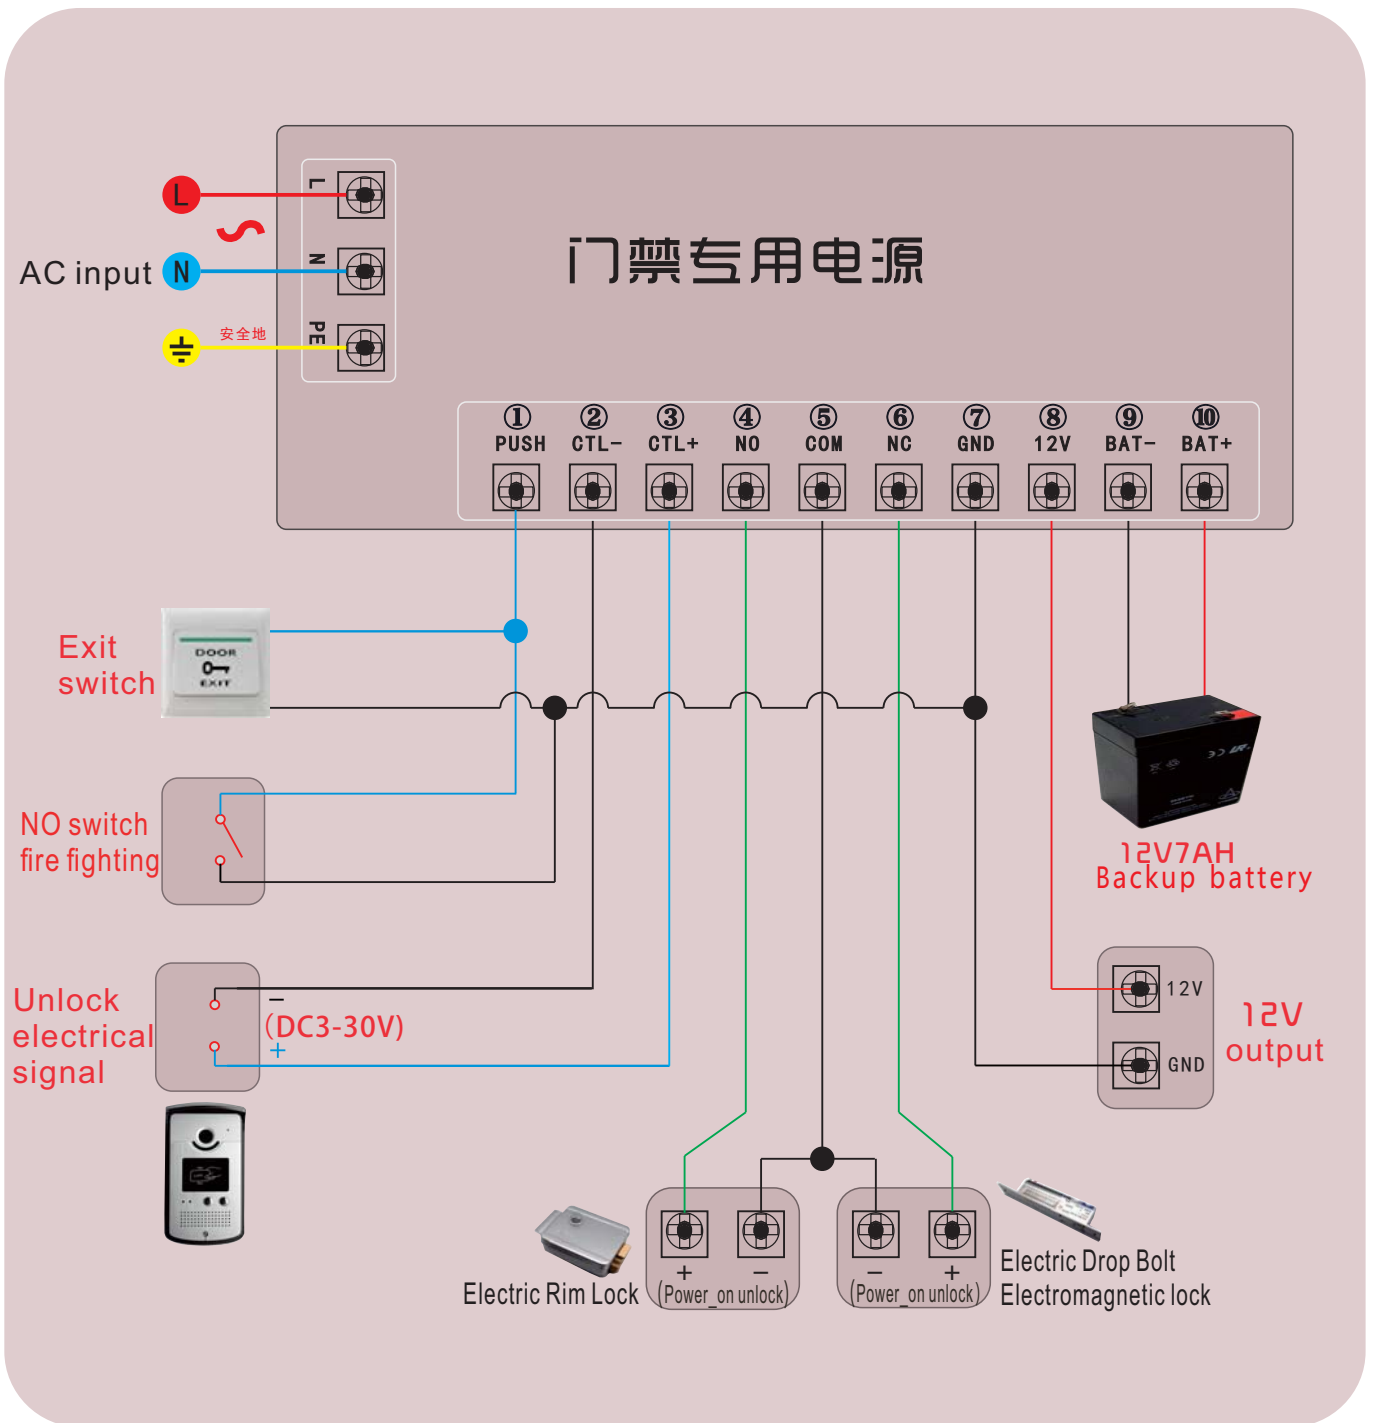 L
AC input
N
安全地
L
N
PE
门禁专用电源
① ② ③ ④ ⑤ ⑥ ⑦ ⑧ ⑨ ⑩
PUSH CTL- CTL+ NO COM NC GND 12V BAT- BAT+
Exit
switch
DOOR
EXIT
NO switch
fire fighting
12V7AH
Backup battery
Unlock
electrical
signal
−
(DC3-30V)
+
12V
GND
12V
output
+ −
(Power_on unlock)
− +
(Power_on unlock)
Electric Rim Lock
Electric Drop Bolt
Electromagnetic lock